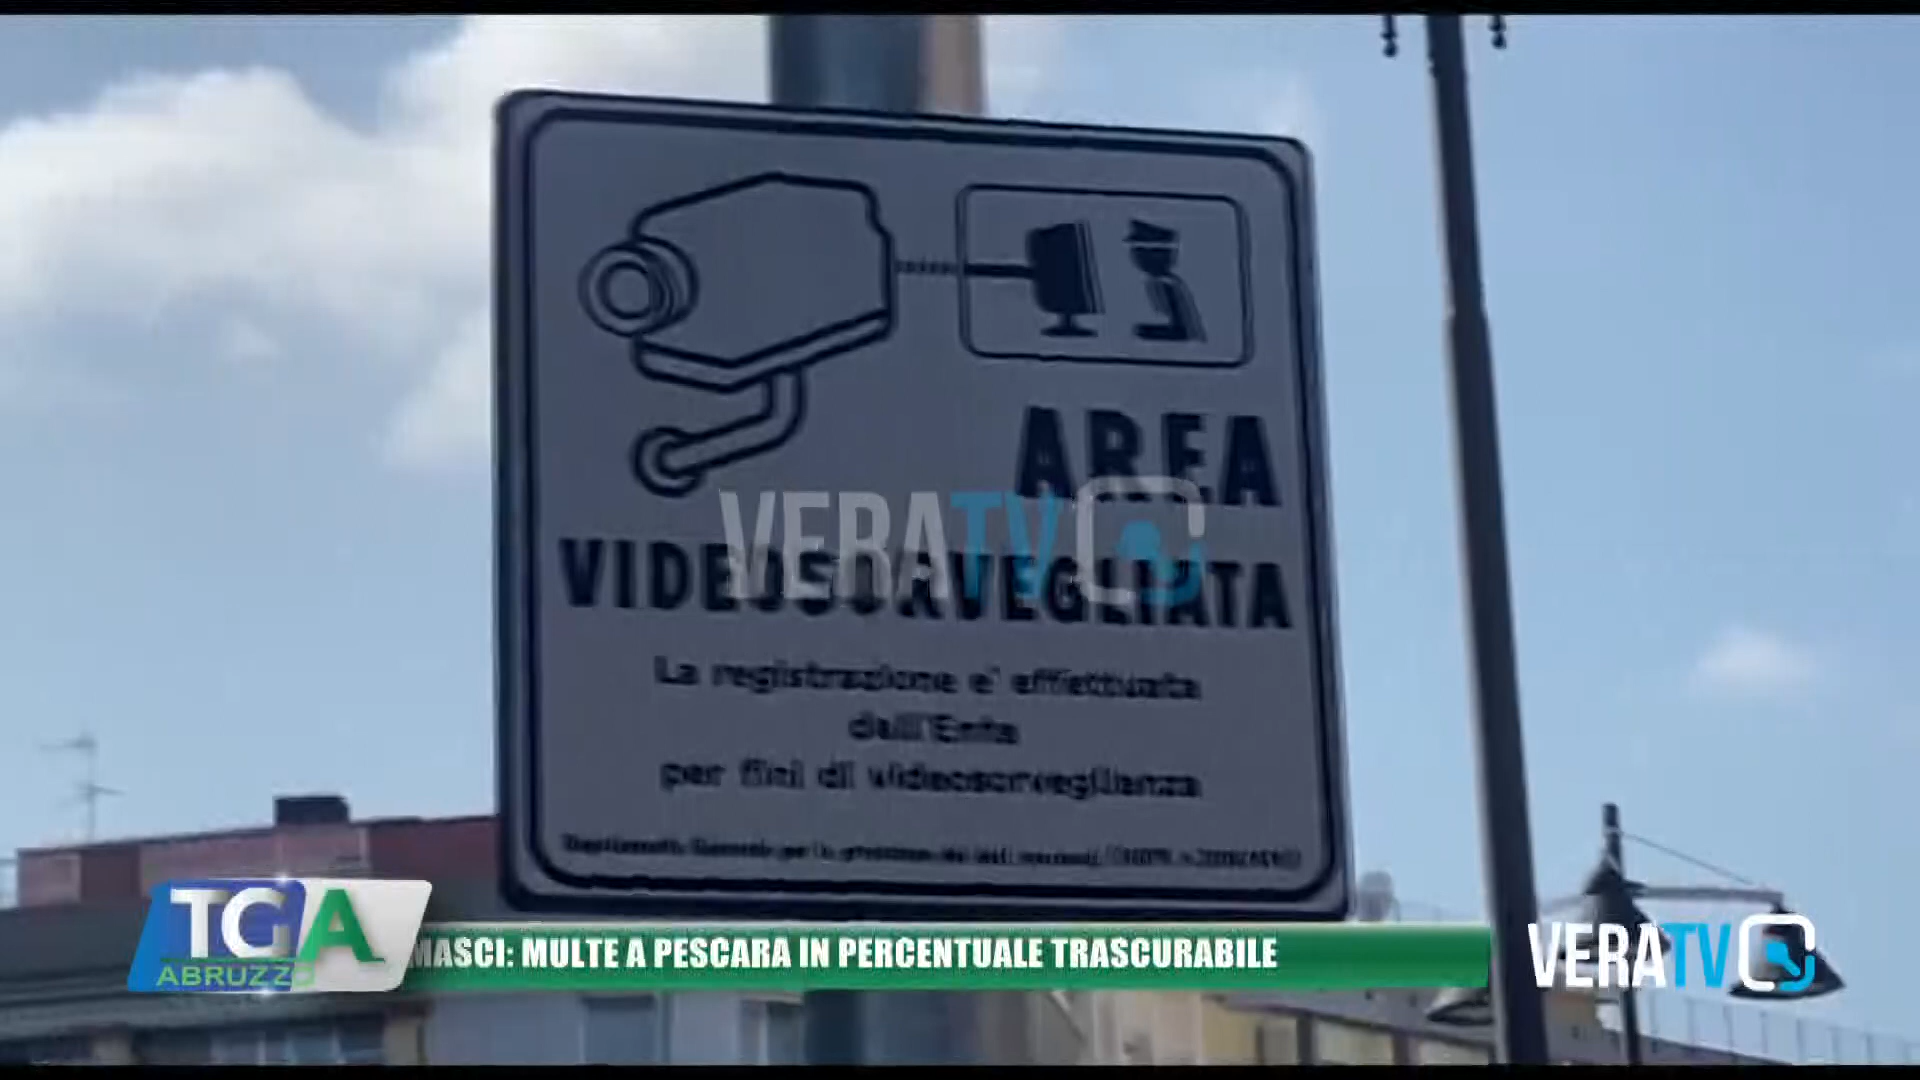 AREA
VERATV
VIDEOSORVEGLIATA
La registrazione e' effettuata
dall'Ente
per fini di videosorveglianza
TGA
ABRUZZO
MASCI: MULTE A PESCARA IN PERCENTUALE TRASCURABILE
VERATV